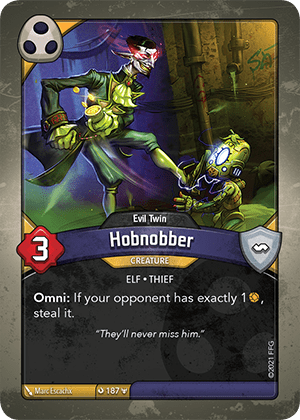 Evil Twin
Hobnobber
CREATURE
3
ELF • THIEF
Omni: If your opponent has exactly 1 ,
steal it.
"They'll never miss him."
Marc Escachx
187
©2021 FFG